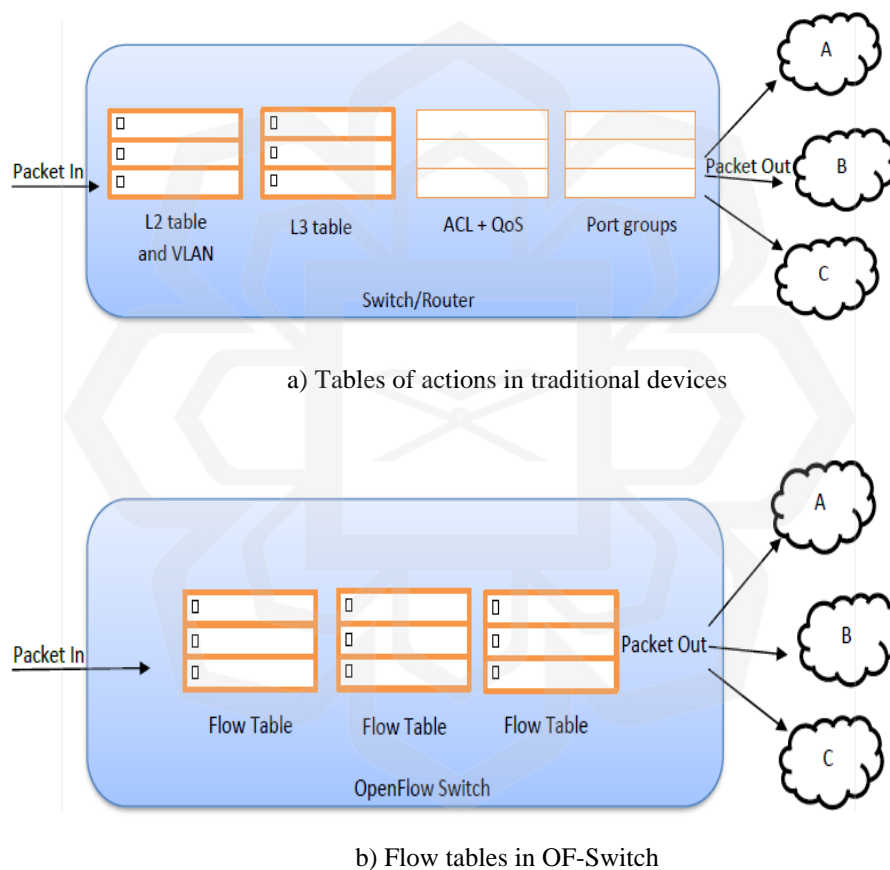 A
Packet In
Packet Out
B
L2 table
and VLAN
L3 table
ACL + QoS
Port groups
C
Switch/Router
a) Tables of actions in traditional devices
A
B
Packet In
Packet Out
Flow Table
Flow Table
Flow Table
C
OpenFlow Switch
b) Flow tables in OF-Switch